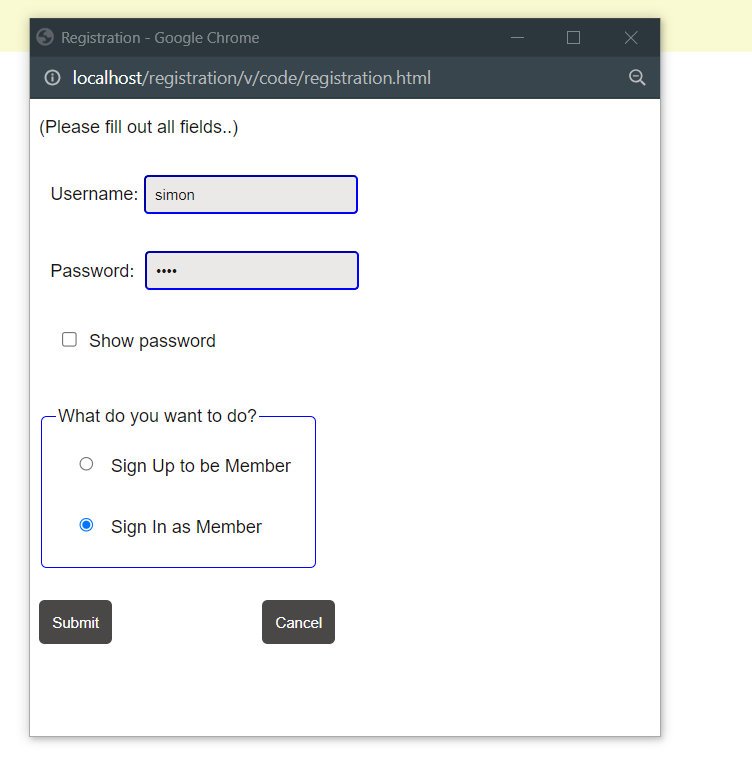 Registration - Google Chrome
localhost/registration/v/code/registration.html
(Please fill out all fields..)
Username: simon
Password: ••••
Show password
What do you want to do?
Sign Up to be Member
Sign In as Member
Submit Cancel